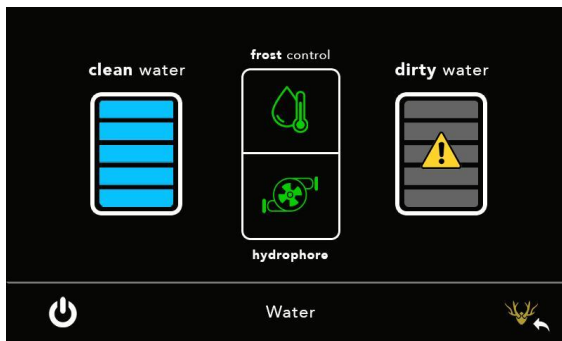 frost control
clean water
dirty water
hydrophore
Water